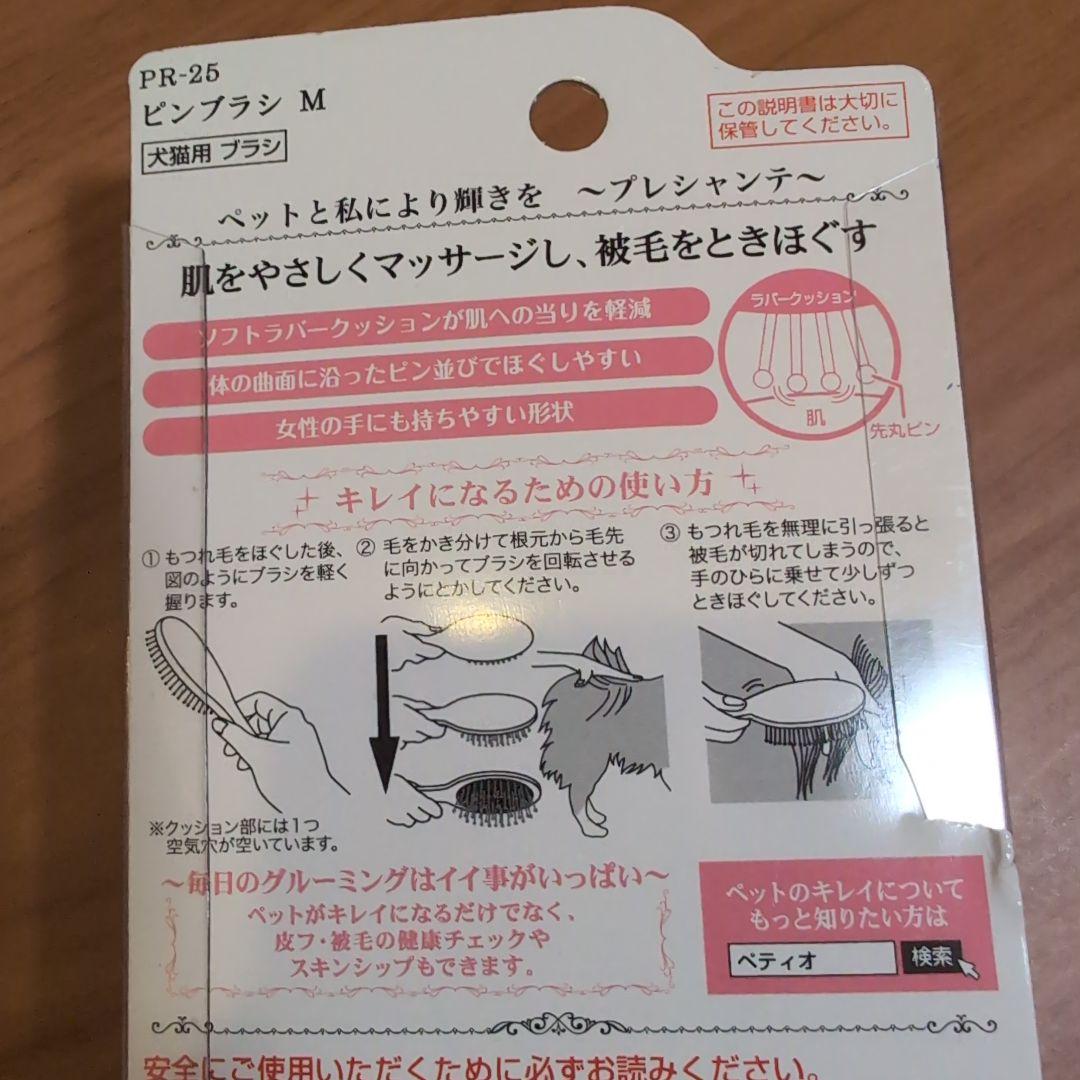 PR-25
ピンブラシ M
犬猫用 ブラシ
この説明書は大切に
保管してください。
ペットと私により輝きを　～プレシャンテ～
肌をやさしくマッサージし、被毛をときほぐす
ソフトラバークッションが肌への当りを軽減
体の曲面に沿ったピン並びでほぐしやすい
女性の手にも持ちやすい形状
ラバークッション
肌
先丸ピン
キレイになるための使い方
① もつれ毛をほぐした後、
図のようにブラシを軽く
握ります。
② 毛をかき分けて根元から毛先
に向かってブラシを回転させる
ようにとかしてください。
③ もつれ毛を無理に引っ張ると
被毛が切れてしまうので、
手のひらに乗せて少しずつ
ときほぐしてください。
※クッション部には1つ
空気穴が空いています。
～毎日のグルーミングはイイ事がいっぱい～
ペットがキレイになるだけでなく、
皮フ・被毛の健康チェックや
スキンシップもできます。
ペットのキレイについて
もっと知りたい方は
ペティオ 検索
安全にご使用いただくために必ずお読みください。